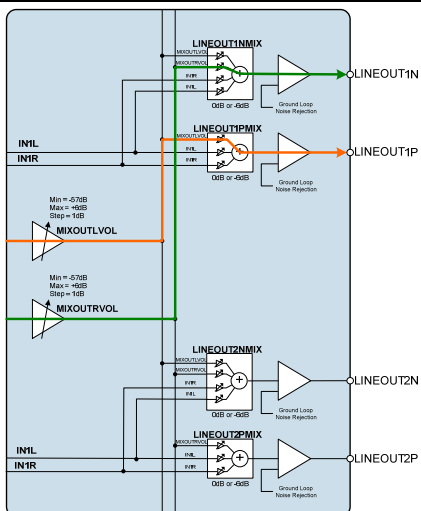 LINEOUT1NMIX
MIXOUTLVOL
MIXOUTRVOL
IN1R
IN1L
0dB or -6dB
Ground Loop
Noise Rejection
LINEOUT1N
LINEOUT1PMIX
MIXOUTLVOL
IN1L
IN1R
0dB or -6dB
Ground Loop
Noise Rejection
LINEOUT1P
IN1L
IN1R
Min = -57dB
Max = +6dB
Step = 1dB
MIXOUTLVOL
Min = -57dB
Max = +6dB
Step = 1dB
MIXOUTRVOL
LINEOUT2NMIX
MIXOUTLVOL
MIXOUTRVOL
IN1R
IN1L
0dB or -6dB
Ground Loop
Noise Rejection
LINEOUT2N
LINEOUT2PMIX
MIXOUTRVOL
IN1L
IN1R
0dB or -6dB
Ground Loop
Noise Rejection
LINEOUT2P
IN1L
IN1R